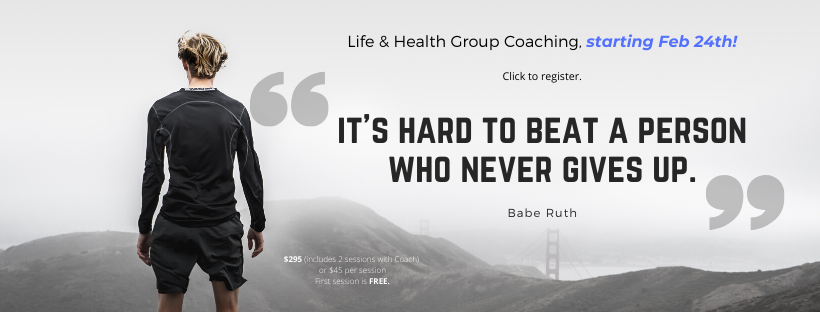 Life & Health Group Coaching, starting Feb 24th!
Click to register.
“IT'S HARD TO BEAT A PERSON
WHO NEVER GIVES UP.”
Babe Ruth
$295 (includes 2 sessions with Coach)
or $45 per session
First session is FREE.